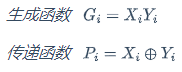 生成函数 Gᵢ = XᵢYᵢ
传递函数 Pᵢ = Xᵢ ⊕ Yᵢ